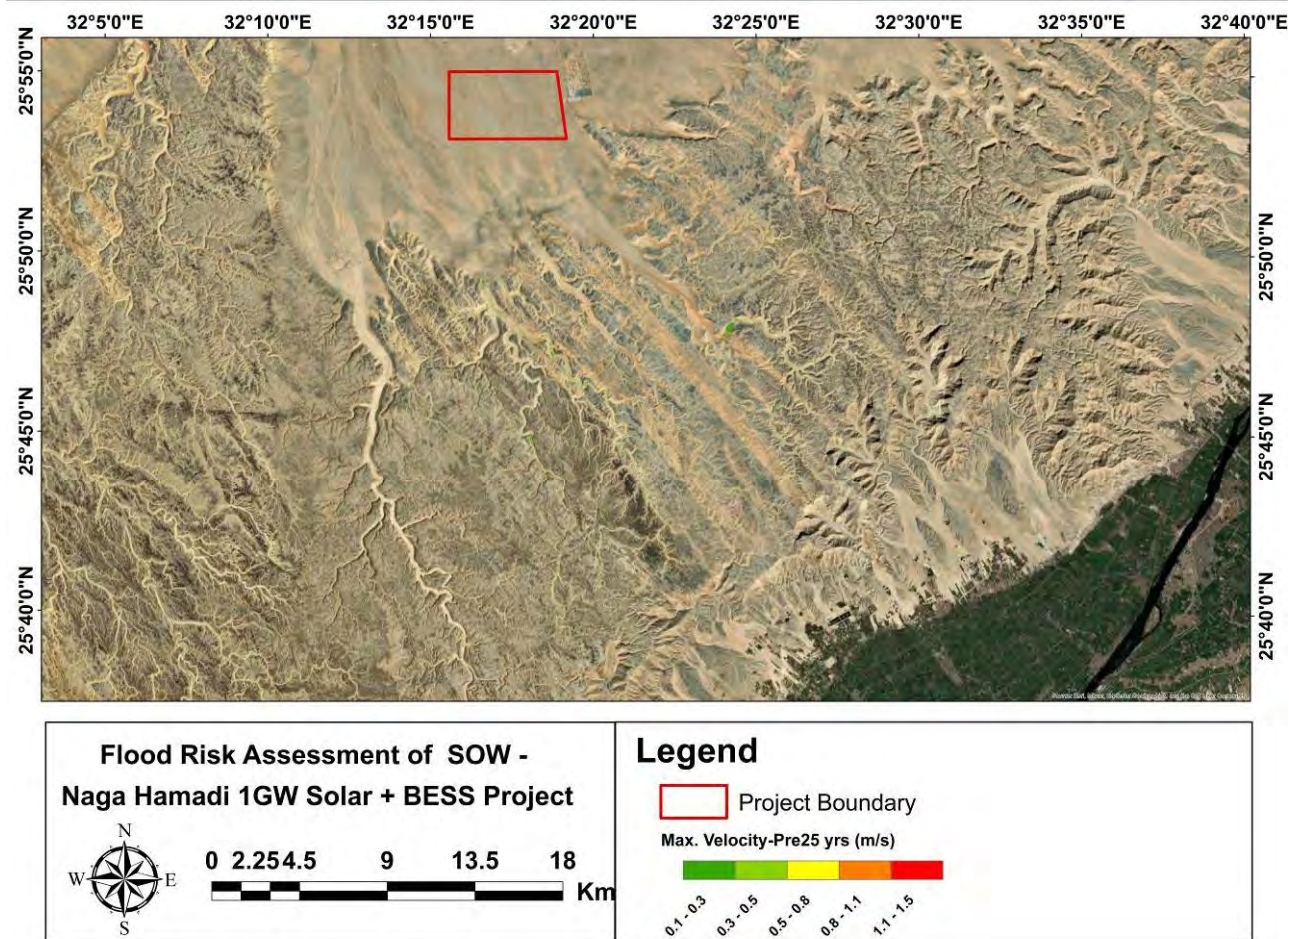 32°5'0"E 32°10'0"E 32°15'0"E 32°20'0"E 32°25'0"E 32°30'0"E 32°35'0"E 32°40'0"E
25°55'0"N
25°50'0"N 25°50'0"N
25°45'0"N 25°45'0"N
25°40'0"N 25°40'0"N
Flood Risk Assessment of SOW -
Naga Hamadi 1GW Solar + BESS Project
N
W E
S
0 2.25 4.5 9 13.5 18
Km
Legend
Project Boundary
Max. Velocity-Pre25 yrs (m/s)
0.1 - 0.3 0.3 - 0.5 0.5 - 0.8 0.8 - 1.1 1.1 - 1.5